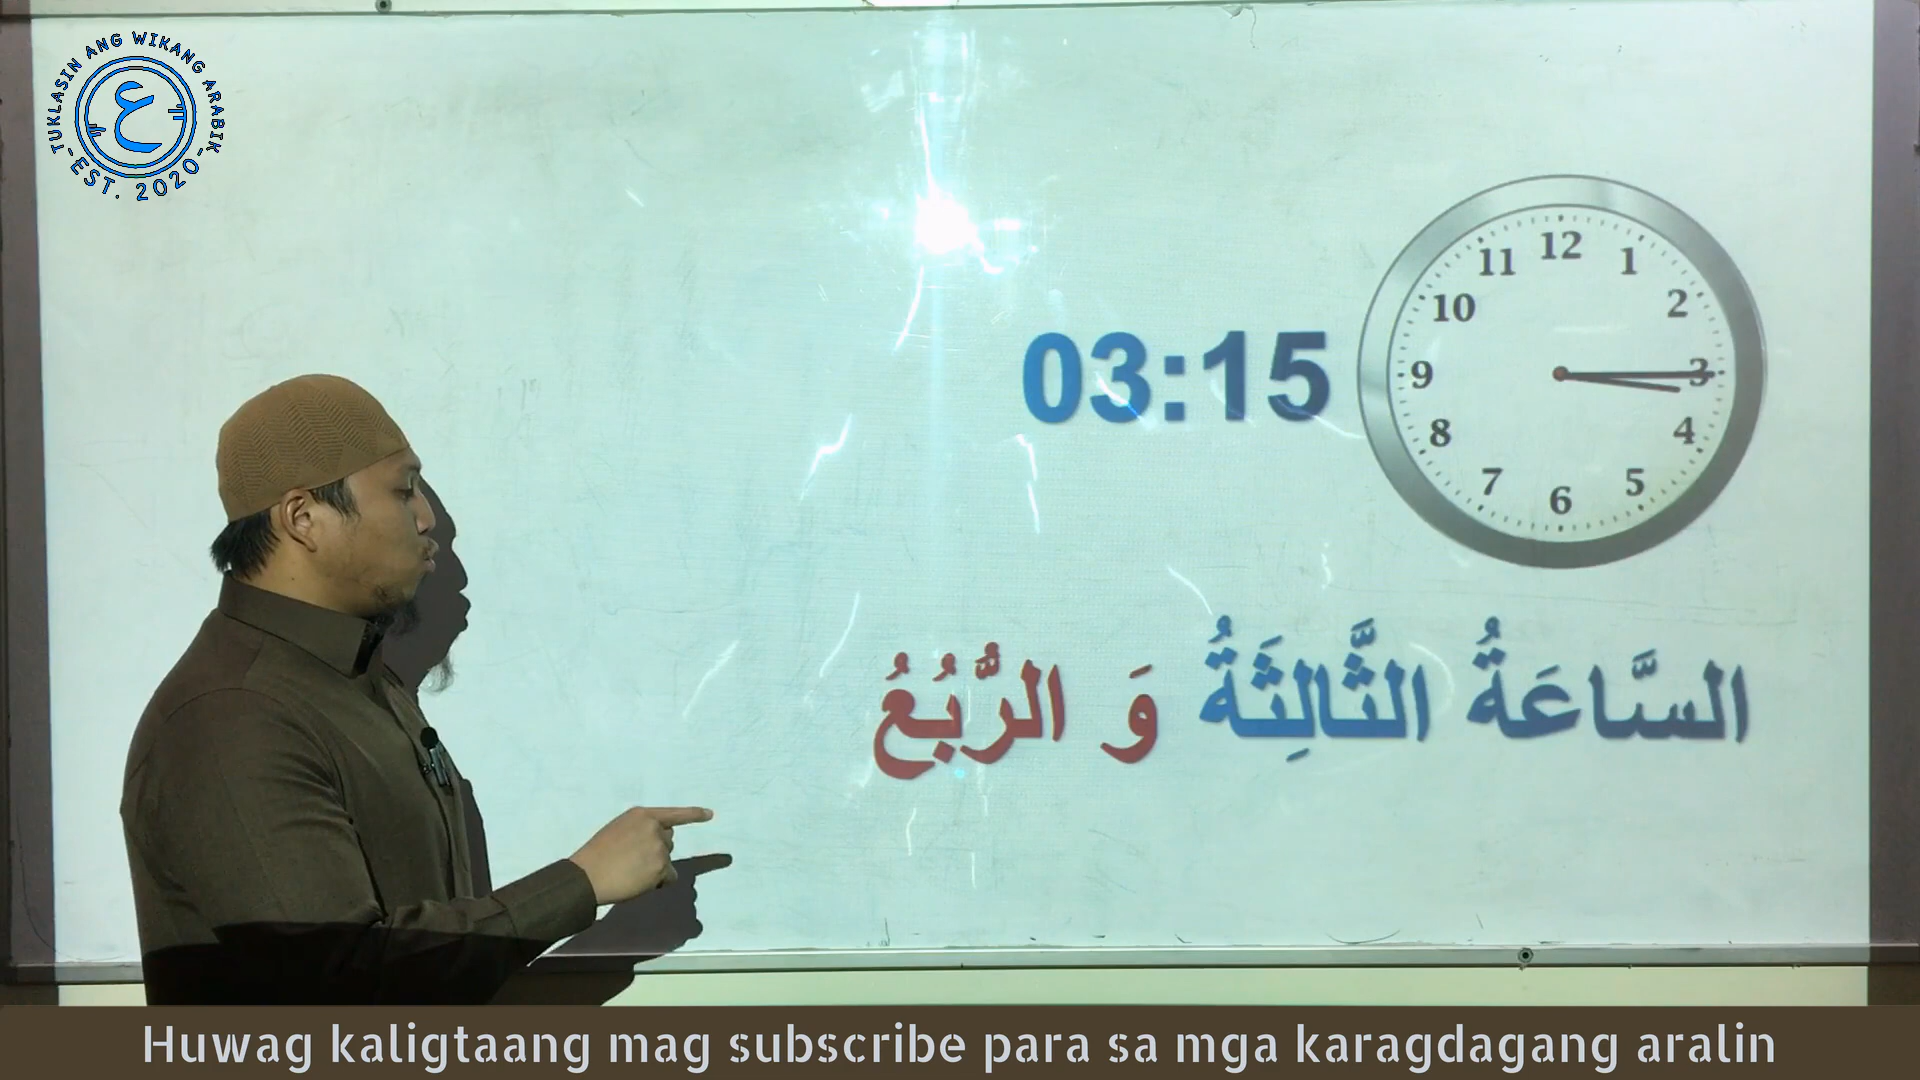 TUKLASIN ANG WIKANG ARABIK
ع
-EST. 2020-
12
1
2
3
4
5
6
7
8
9
10
11
03:15
السَّاعَةُ الثَّالِثَةُ وَ الرُّبُعُ
Huwag kaligtaang mag subscribe para sa mga karagdagang aralin